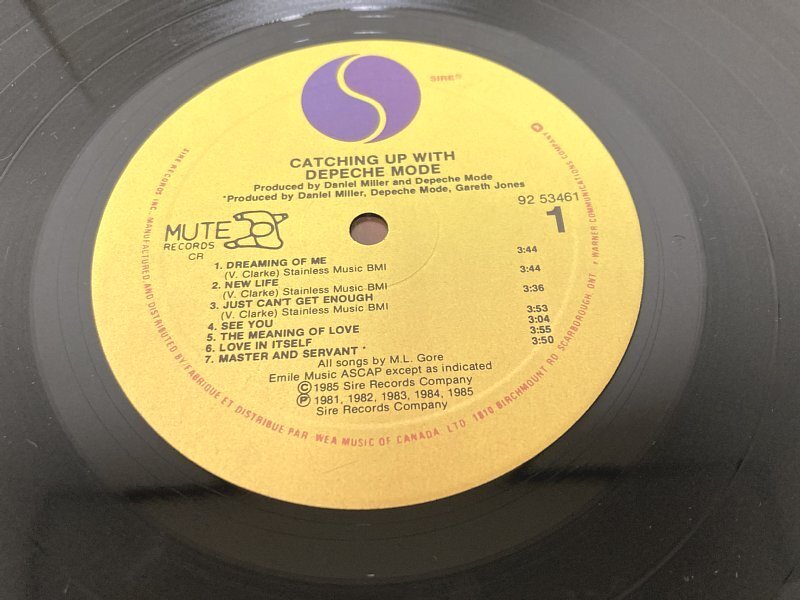 SIRE®
CATCHING UP WITH
DEPECHE MODE
Produced by Daniel Miller and Depeche Mode
*Produced by Daniel Miller, Depeche Mode, Gareth Jones
92 53461
1
MUTE
RECORDS
CR
1. DREAMING OF ME 3:44
(V. Clarke) Stainless Music BMI
2. NEW LIFE 3:44
(V. Clarke) Stainless Music BMI
3. JUST CAN'T GET ENOUGH 3:36
(V. Clarke) Stainless Music BMI
4. SEE YOU 3:53
5. THE MEANING OF LOVE 3:04
6. LOVE IN ITSELF 3:55
7. MASTER AND SERVANT * 3:50
All songs by M.L. Gore
Emile Music ASCAP except as indicated
©1985 Sire Records Company
℗ 1981, 1982, 1983, 1984, 1985
Sire Records Company
SIRE RECORDS INC. MANUFACTURED AND DISTRIBUTED BY/FABRIQUE ET DISTRIBUE PAR WEA MUSIC OF CANADA, LTD. 1810 BIRCHMOUNT RD. SCARBOROUGH, ONT. WARNER COMMUNICATIONS COMPANY